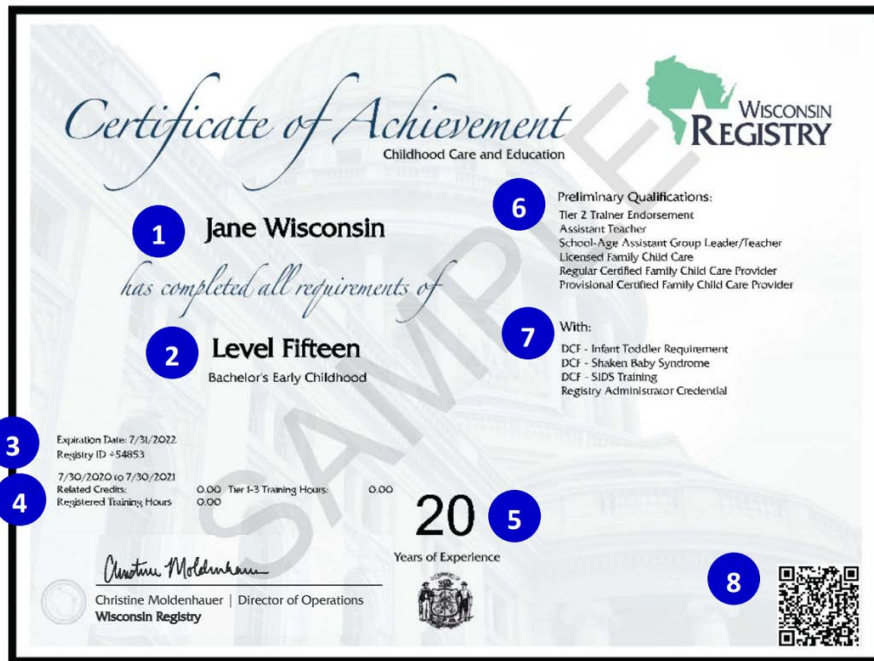 Certificate of Achievement
Childhood Care and Education
WISCONSIN
REGISTRY
1
Jane Wisconsin
has completed all requirements of
2
Level Fifteen
Bachelor's Early Childhood
6
Preliminary Qualifications:
Tier 2 Trainer Endorsement
Assistant Teacher
School-Age Assistant Group Leader/Teacher
Licensed Family Child Care
Regular Certified Family Child Care Provider
Provisional Certified Family Child Care Provider
7
With:
DCF - Infant Toddler Requirement
DCF - Shaken Baby Syndrome
DCF - SIDS Training
Registry Administrator Credential
3
Expiration Date: 7/31/2022
Registry ID #54853
7/30/2020 to 7/30/2021
4
Related Credits: 0.00 Tier 1-3 Training Hours: 0.00
Registered Training Hours 0.00
20
5
Years of Experience
Christine Moldenhauer
Christine Moldenhauer | Director of Operations
Wisconsin Registry
8
SAMPLE